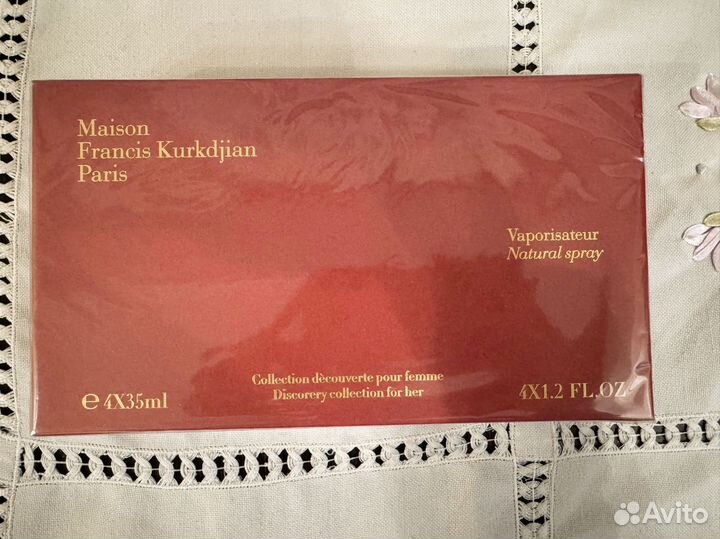 Maison
Francis Kurkdjian
Paris
Vaporisateur
Natural spray
Collection dècouverte pour femme
Discorery collection for her
e 4X35ml
4X1.2 FL.OZ
Avito